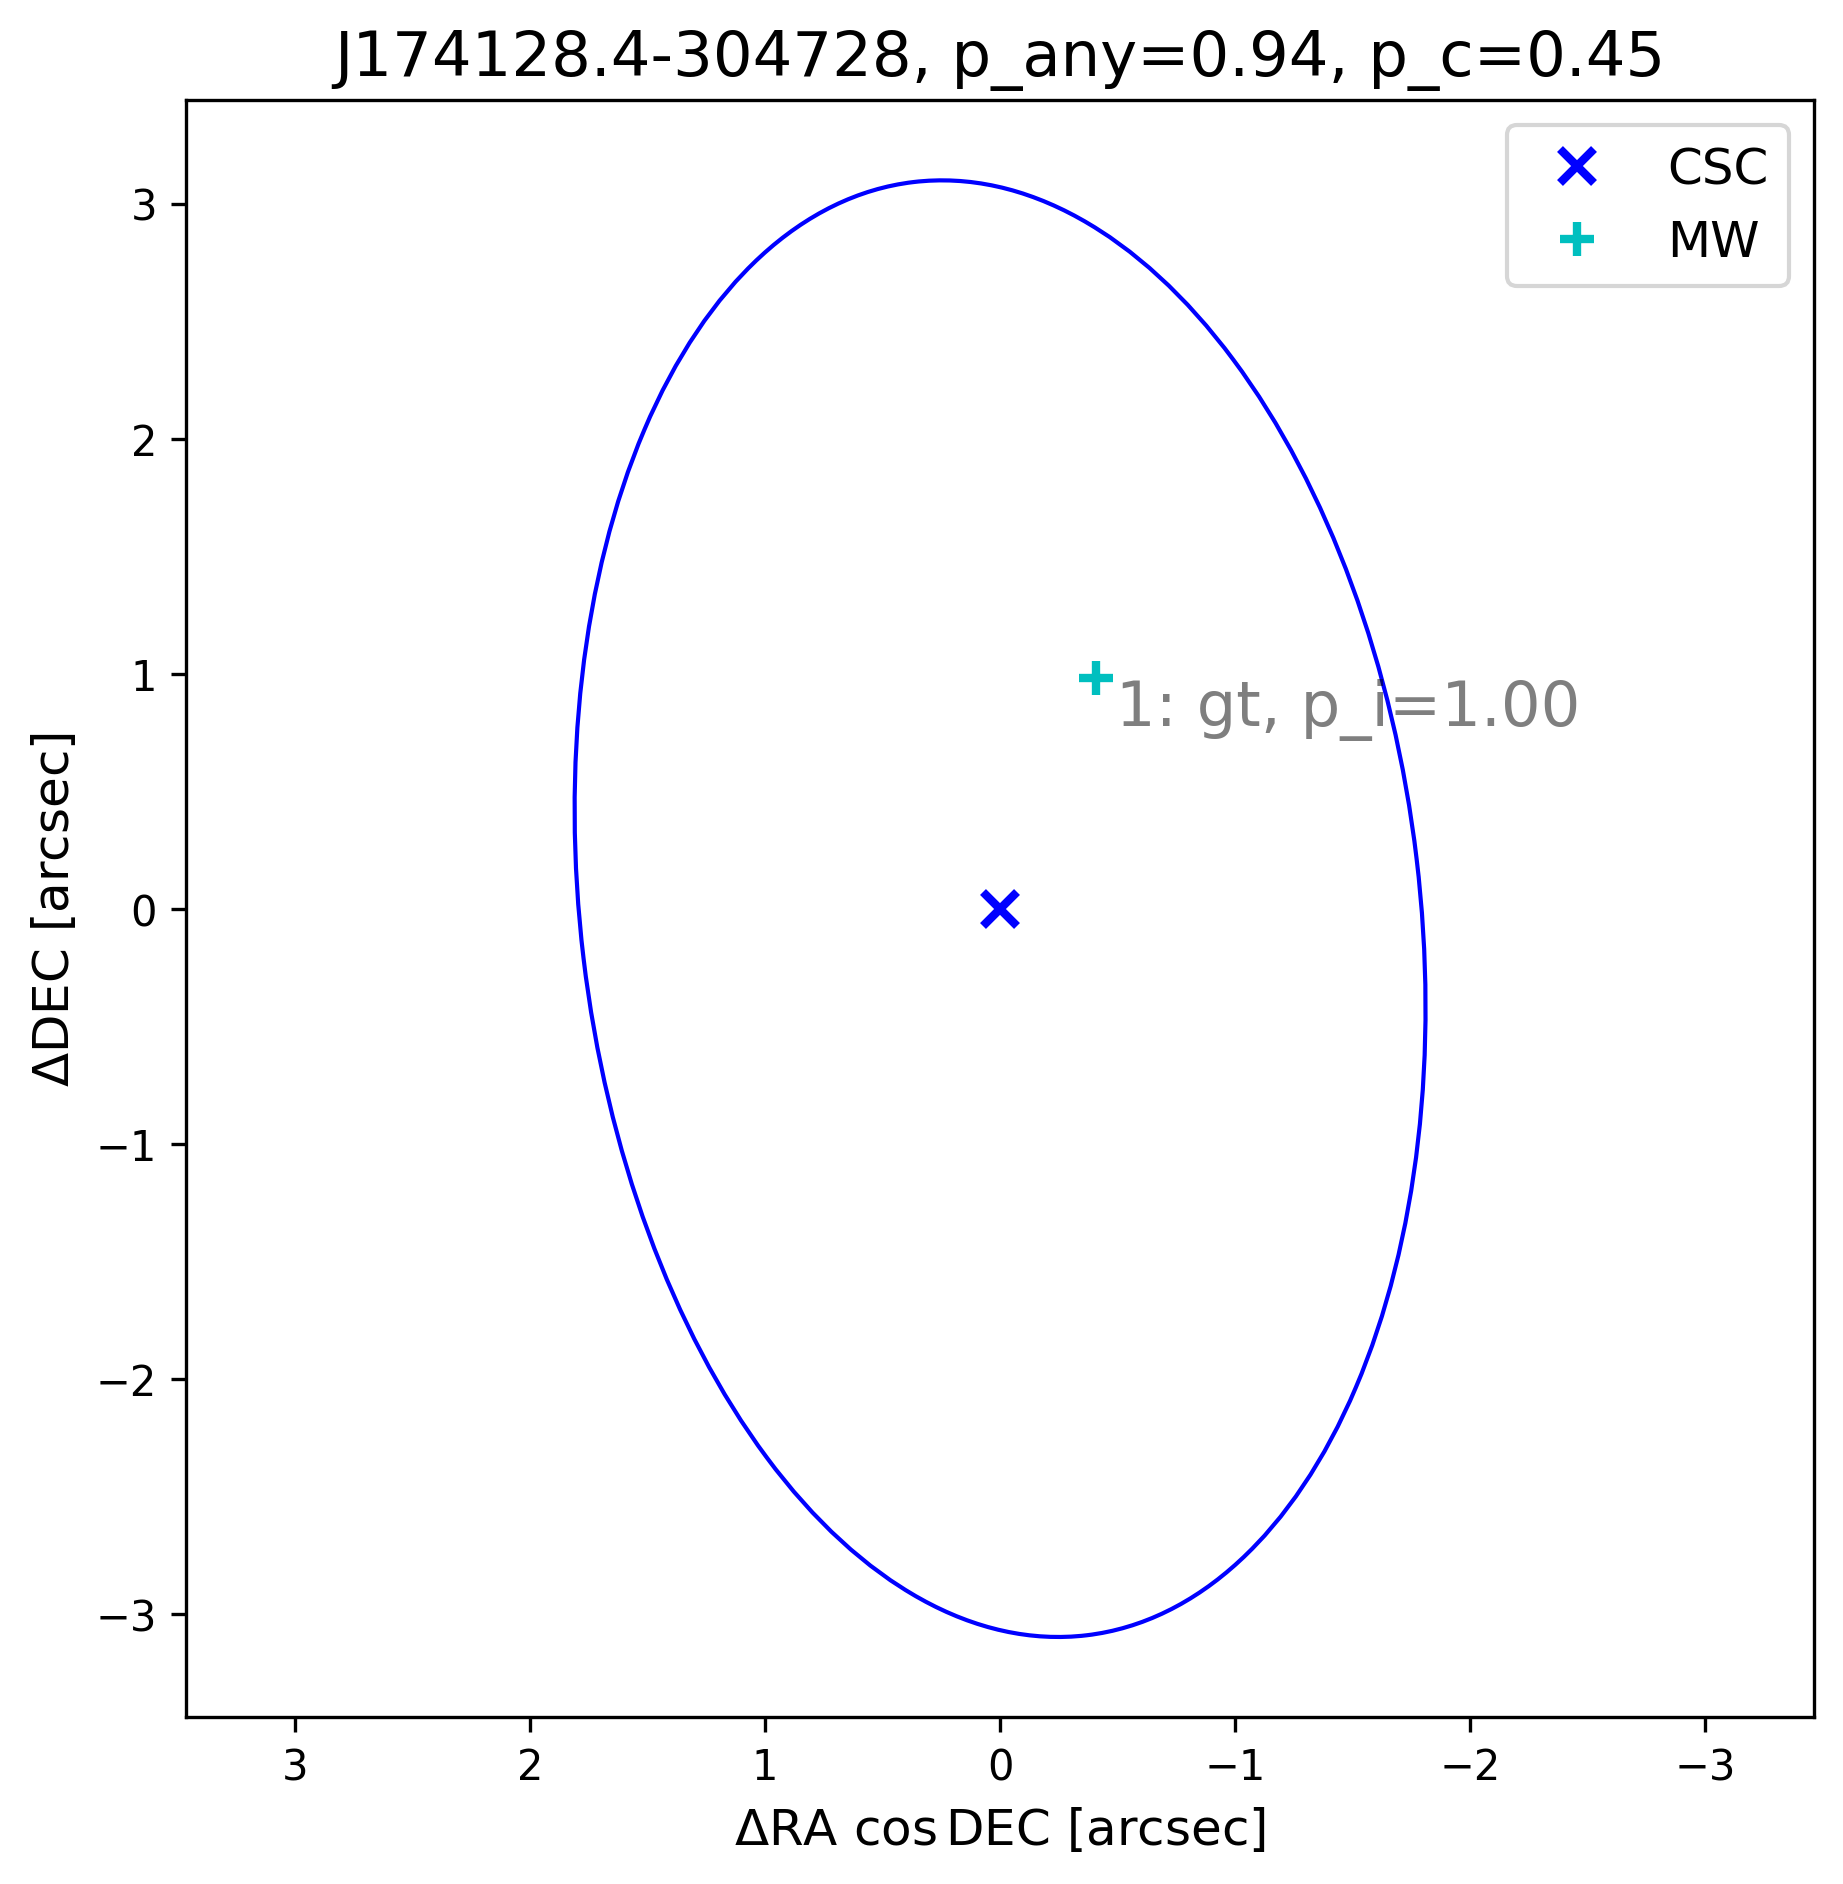 J174128.4-304728, p_any=0.94, p_c=0.45
CSC
MW
3
2
1
0
−1
−2
−3
1: gt, p_i=1.00
3
2
1
0
−1
−2
−3
ΔDEC [arcsec]
ΔRA cos DEC [arcsec]